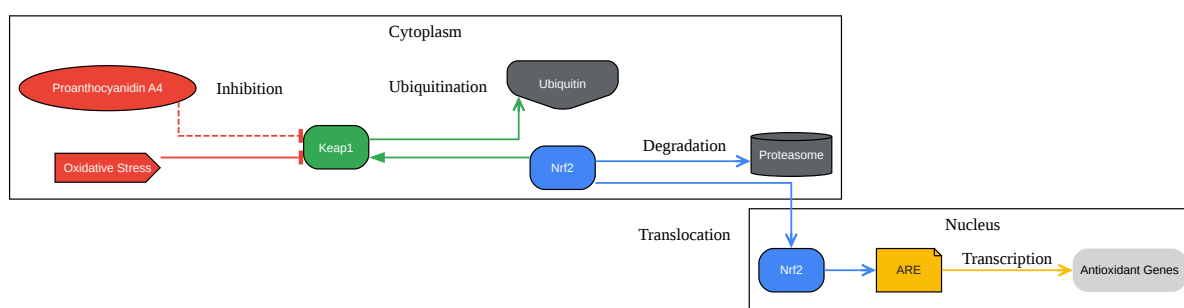 Cytoplasm
Proanthocyanidin A4
Inhibition
Ubiquitination
Ubiquitin
Keap1
Degradation
Proteasome
Oxidative Stress
Nrf2
Translocation
Nucleus
Nrf2
ARE
Transcription
Antioxidant Genes